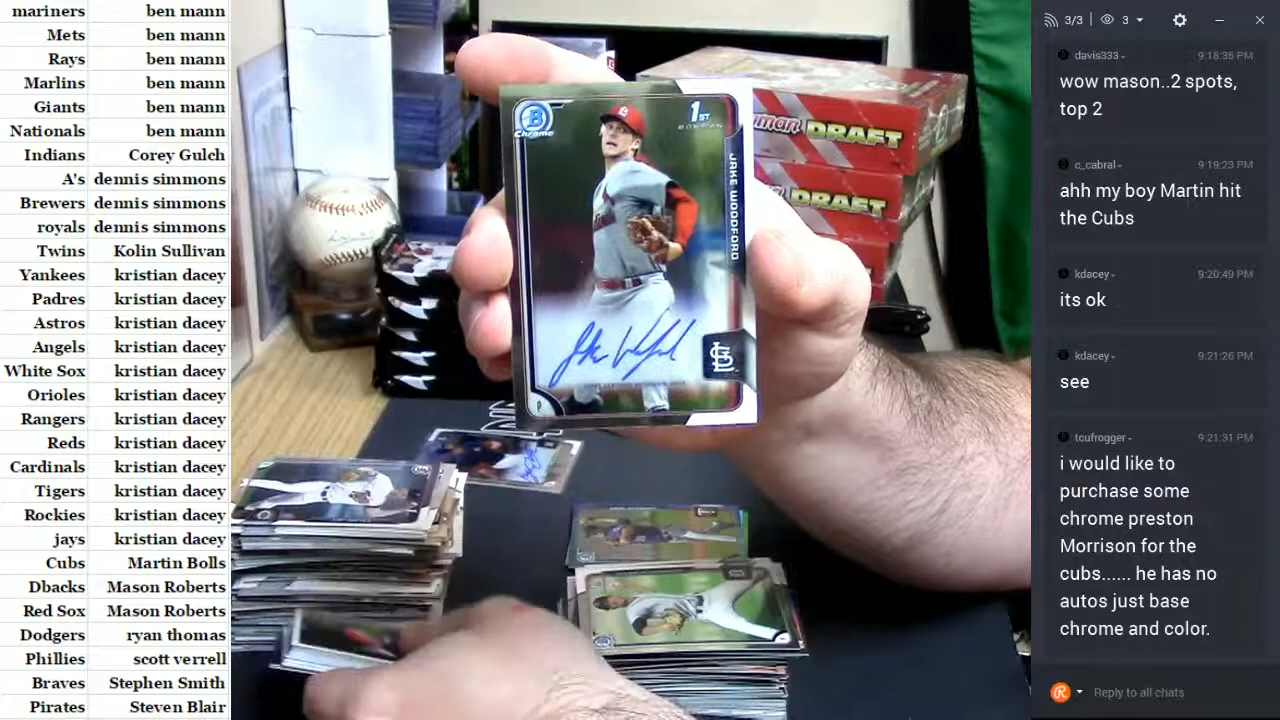 mariners ben mann
Mets ben mann
Rays ben mann
Marlins ben mann
Giants ben mann
Nationals ben mann
Indians Corey Gulch
A's dennis simmons
Brewers dennis simmons
royals dennis simmons
Twins Kolin Sullivan
Yankees kristian dacey
Padres kristian dacey
Astros kristian dacey
Angels kristian dacey
White Sox kristian dacey
Orioles kristian dacey
Rangers kristian dacey
Reds kristian dacey
Cardinals kristian dacey
Tigers kristian dacey
Rockies kristian dacey
jays kristian dacey
Cubs Martin Bolls
Dbacks Mason Roberts
Red Sox Mason Roberts
Dodgers ryan thomas
Phillies scott verrell
Braves Stephen Smith
Pirates Steven Blair
B
Chrome
1ST
BOWMAN
JAKE WOODFORD
P
DRAFT
DRAFT
3/3 3
davis333 9:18:35 PM
wow mason..2 spots,
top 2
c_cabral 9:19:23 PM
ahh my boy Martin hit
the Cubs
kdacey 9:20:49 PM
its ok
kdacey 9:21:26 PM
see
tcufrogger 9:21:31 PM
i would like to
purchase some
chrome preston
Morrison for the
cubs...... he has no
autos just base
chrome and color.
Reply to all chats